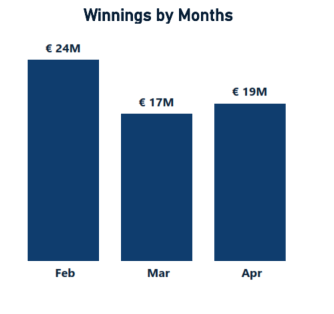 Winnings by Months
€ 24M
€ 17M
€ 19M
Feb Mar Apr